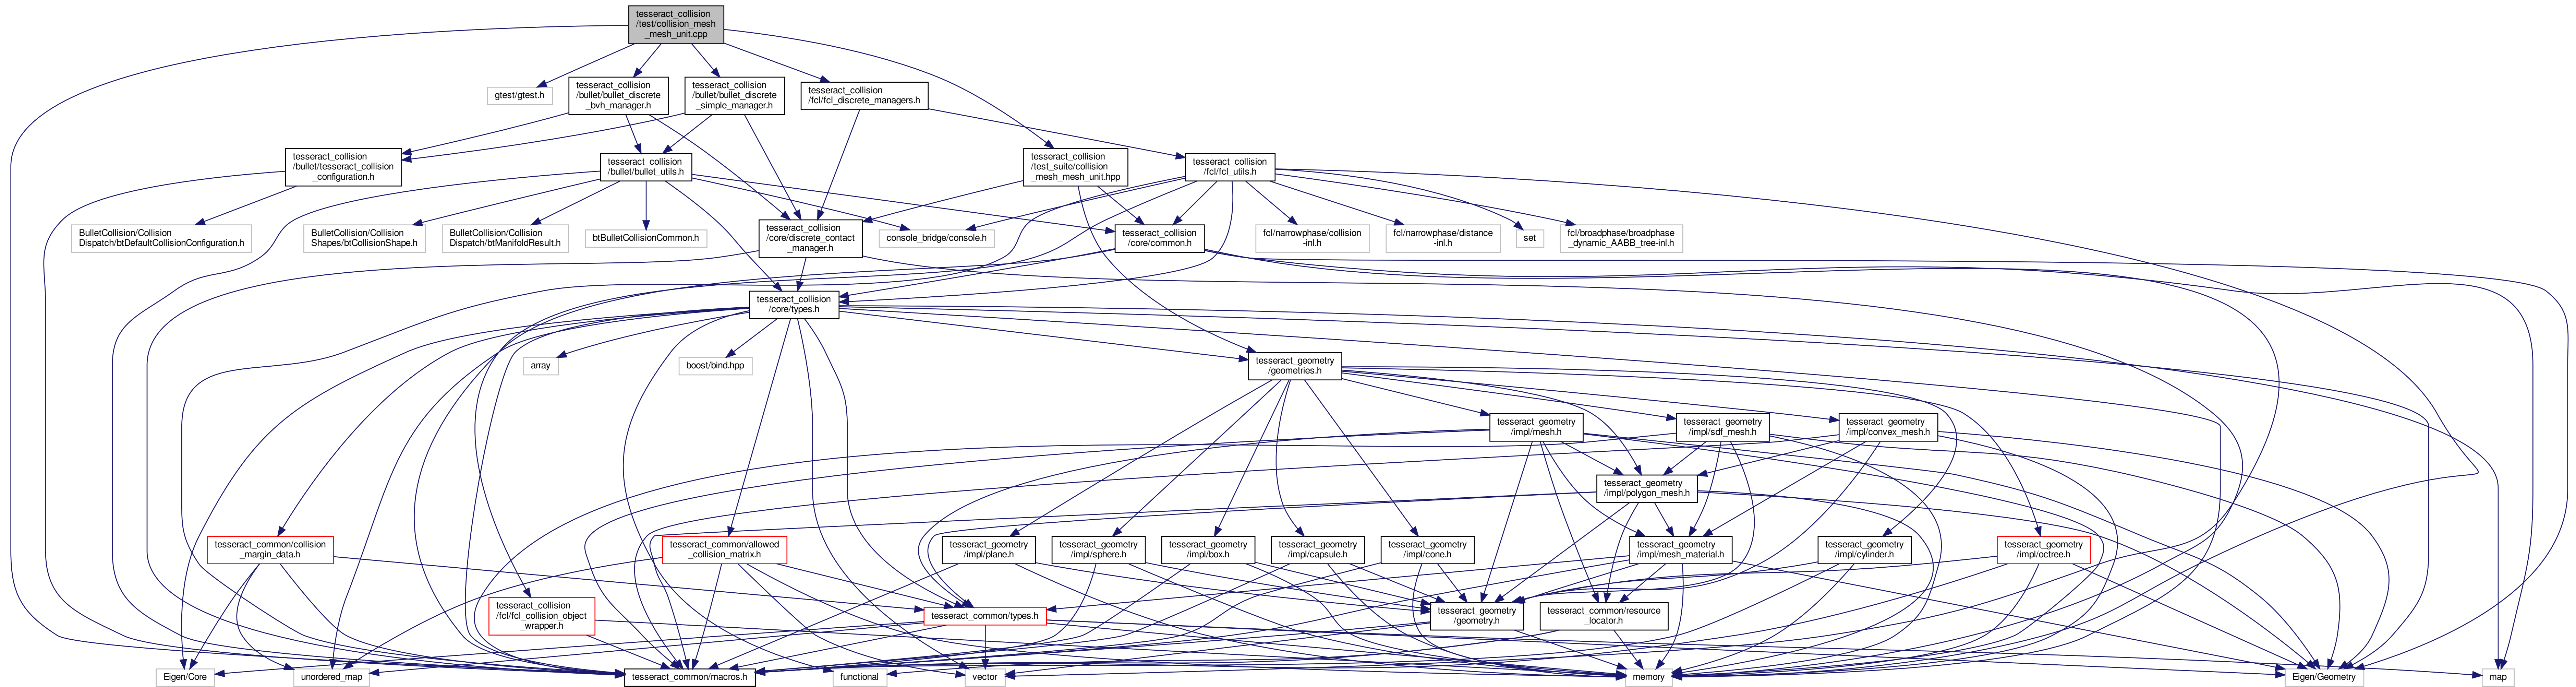 tesseract_collision
/test/collision_mesh
_mesh_unit.cpp
gtest/gtest.h
tesseract_collision
/bullet/bullet_discrete
_bvh_manager.h
tesseract_collision
/bullet/bullet_discrete
_simple_manager.h
tesseract_collision
/fcl/fcl_discrete_managers.h
tesseract_collision
/bullet/tesseract_collision
_configuration.h
tesseract_collision
/bullet/bullet_utils.h
tesseract_collision
/test_suite/collision
_mesh_mesh_unit.hpp
tesseract_collision
/fcl/fcl_utils.h
BulletCollision/Collision
Dispatch/btDefaultCollisionConfiguration.h
BulletCollision/Collision
Shapes/btCollisionShape.h
BulletCollision/Collision
Dispatch/btManifoldResult.h
btBulletCollisionCommon.h
tesseract_collision
/core/discrete_contact
_manager.h
console_bridge/console.h
tesseract_collision
/core/common.h
fcl/narrowphase/collision
-inl.h
fcl/narrowphase/distance
-inl.h
set
fcl/broadphase/broadphase
_dynamic_AABB_tree-inl.h
tesseract_collision
/core/types.h
array
boost/bind.hpp
tesseract_geometry
/geometries.h
tesseract_geometry
/impl/mesh.h
tesseract_geometry
/impl/sdf_mesh.h
tesseract_geometry
/impl/convex_mesh.h
tesseract_geometry
/impl/polygon_mesh.h
tesseract_common/collision
_margin_data.h
tesseract_common/allowed
_collision_matrix.h
tesseract_geometry
/impl/plane.h
tesseract_geometry
/impl/sphere.h
tesseract_geometry
/impl/box.h
tesseract_geometry
/impl/capsule.h
tesseract_geometry
/impl/cone.h
tesseract_geometry
/impl/mesh_material.h
tesseract_geometry
/impl/cylinder.h
tesseract_geometry
/impl/octree.h
tesseract_collision
/fcl/fcl_collision_object
_wrapper.h
tesseract_common/types.h
tesseract_geometry
/geometry.h
tesseract_common/resource
_locator.h
Eigen/Core
unordered_map
tesseract_common/macros.h
functional
vector
memory
Eigen/Geometry
map